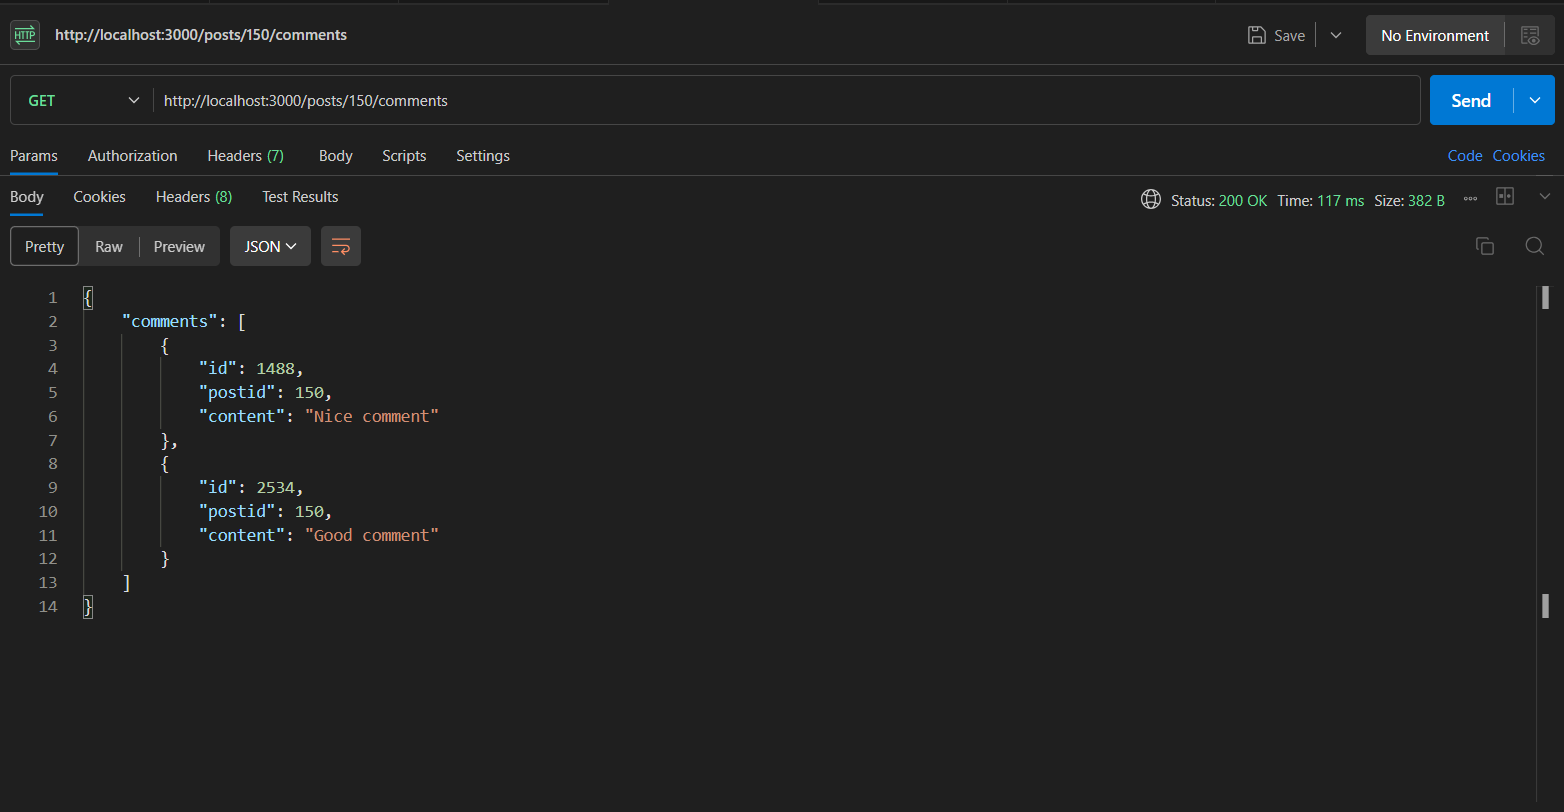 HTTP http://localhost:3000/posts/150/comments Save No Environment
GET http://localhost:3000/posts/150/comments Send
Params Authorization Headers (7) Body Scripts Settings Code Cookies
Body Cookies Headers (8) Test Results Status: 200 OK Time: 117 ms Size: 382 B
Pretty Raw Preview JSON
1 {
2 "comments": [
3 {
4 "id": 1488,
5 "postid": 150,
6 "content": "Nice comment"
7 },
8 {
9 "id": 2534,
10 "postid": 150,
11 "content": "Good comment"
12 }
13 ]
14 }